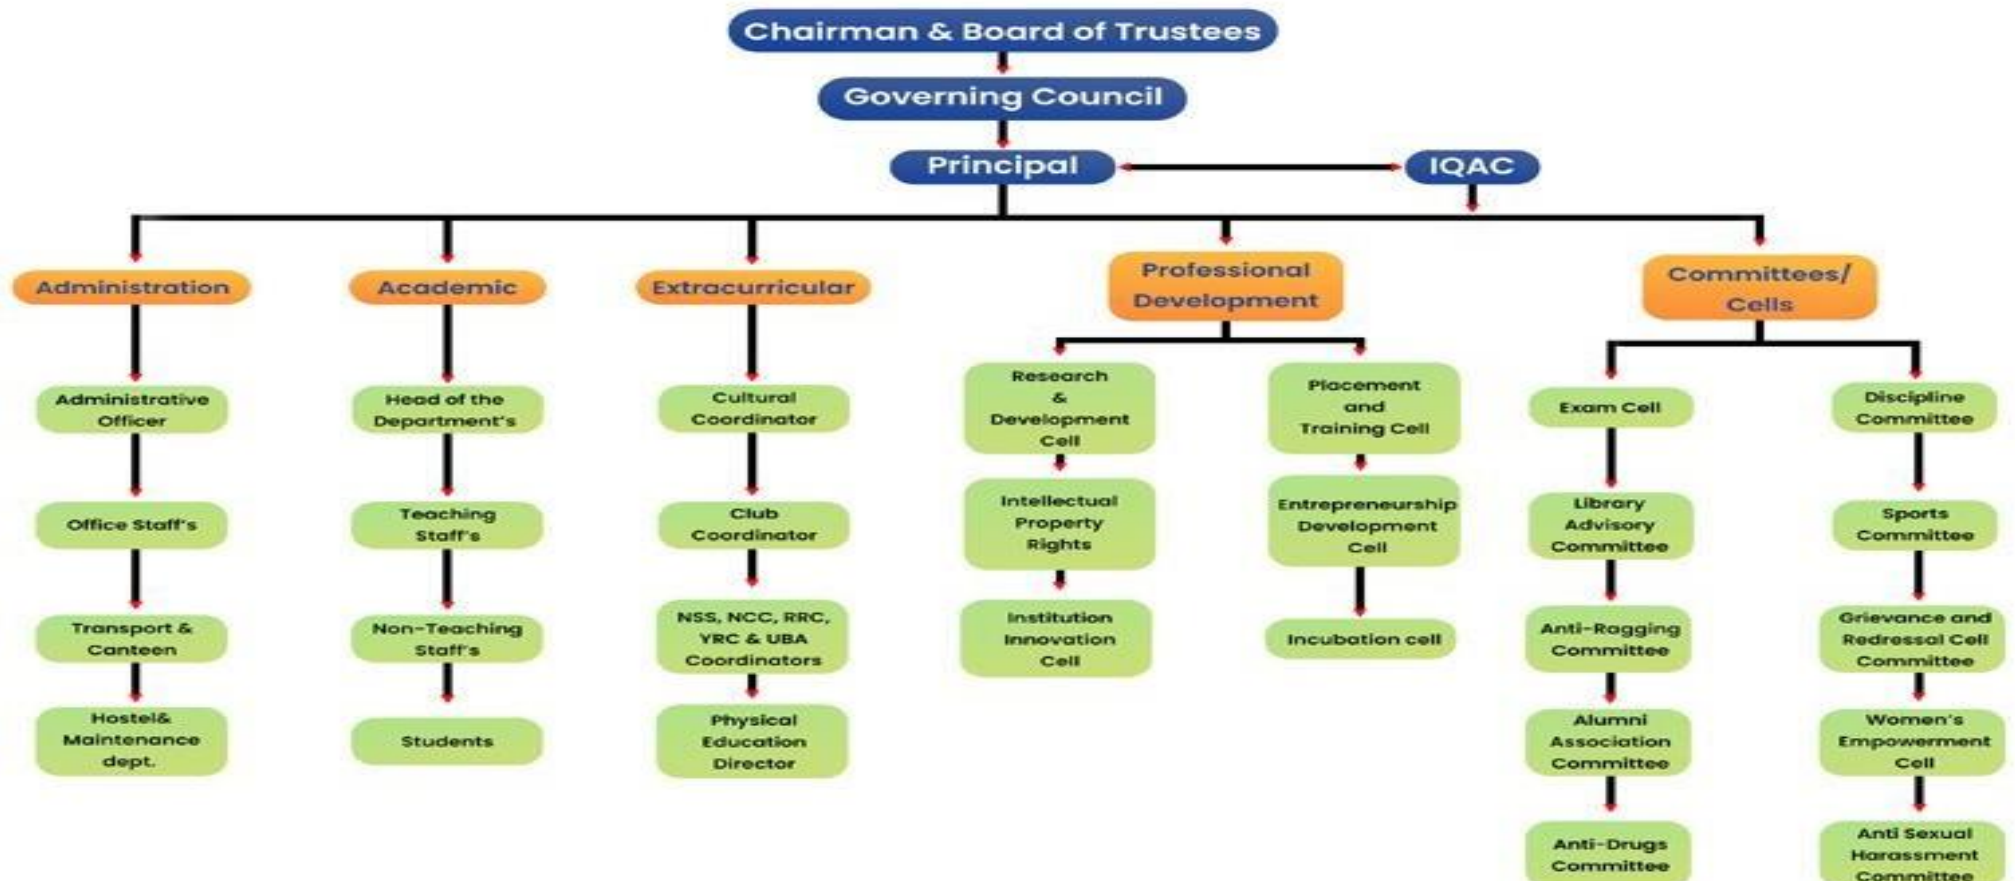 Chairman & Board of Trustees
Governing Council
Principal
IQAC
Administration
Academic
Extracurricular
Professional
Development
Committees/
Cells
Administrative
Officer
Office Staff's
Transport &
Canteen
Hostel&
Maintenance
dept.
Head of the
Department's
Teaching
Staff's
Non-Teaching
Staff's
Students
Cultural
Coordinator
Club
Coordinator
NSS, NCC, RRC,
YRC & UBA
Coordinators
Physical
Education
Director
Research
&
Development
Cell
Intellectual
Property
Rights
Institution
Innovation
Cell
Placement
and
Training Cell
Entrepreneurship
Development
Cell
Incubation cell
Exam Cell
Library
Advisory
Committee
Anti-Ragging
Committee
Alumni
Association
Committee
Anti-Drugs
Committee
Discipline
Committee
Sports
Committee
Grievance and
Redressal Cell
Committee
Women's
Empowerment
Cell
Anti Sexual
Harassment
Committee